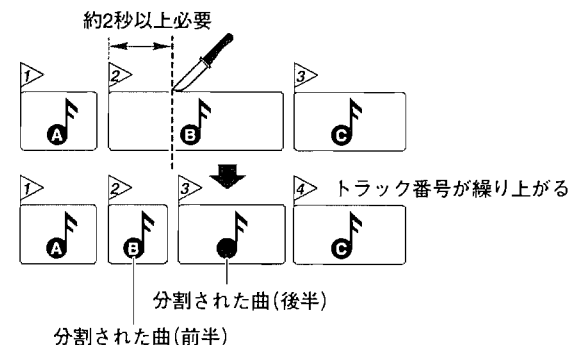 約2秒以上必要
1 2 3
A B C
1 2 3 4 トラック番号が繰り上がる
A B C
分割された曲(後半)
分割された曲(前半)